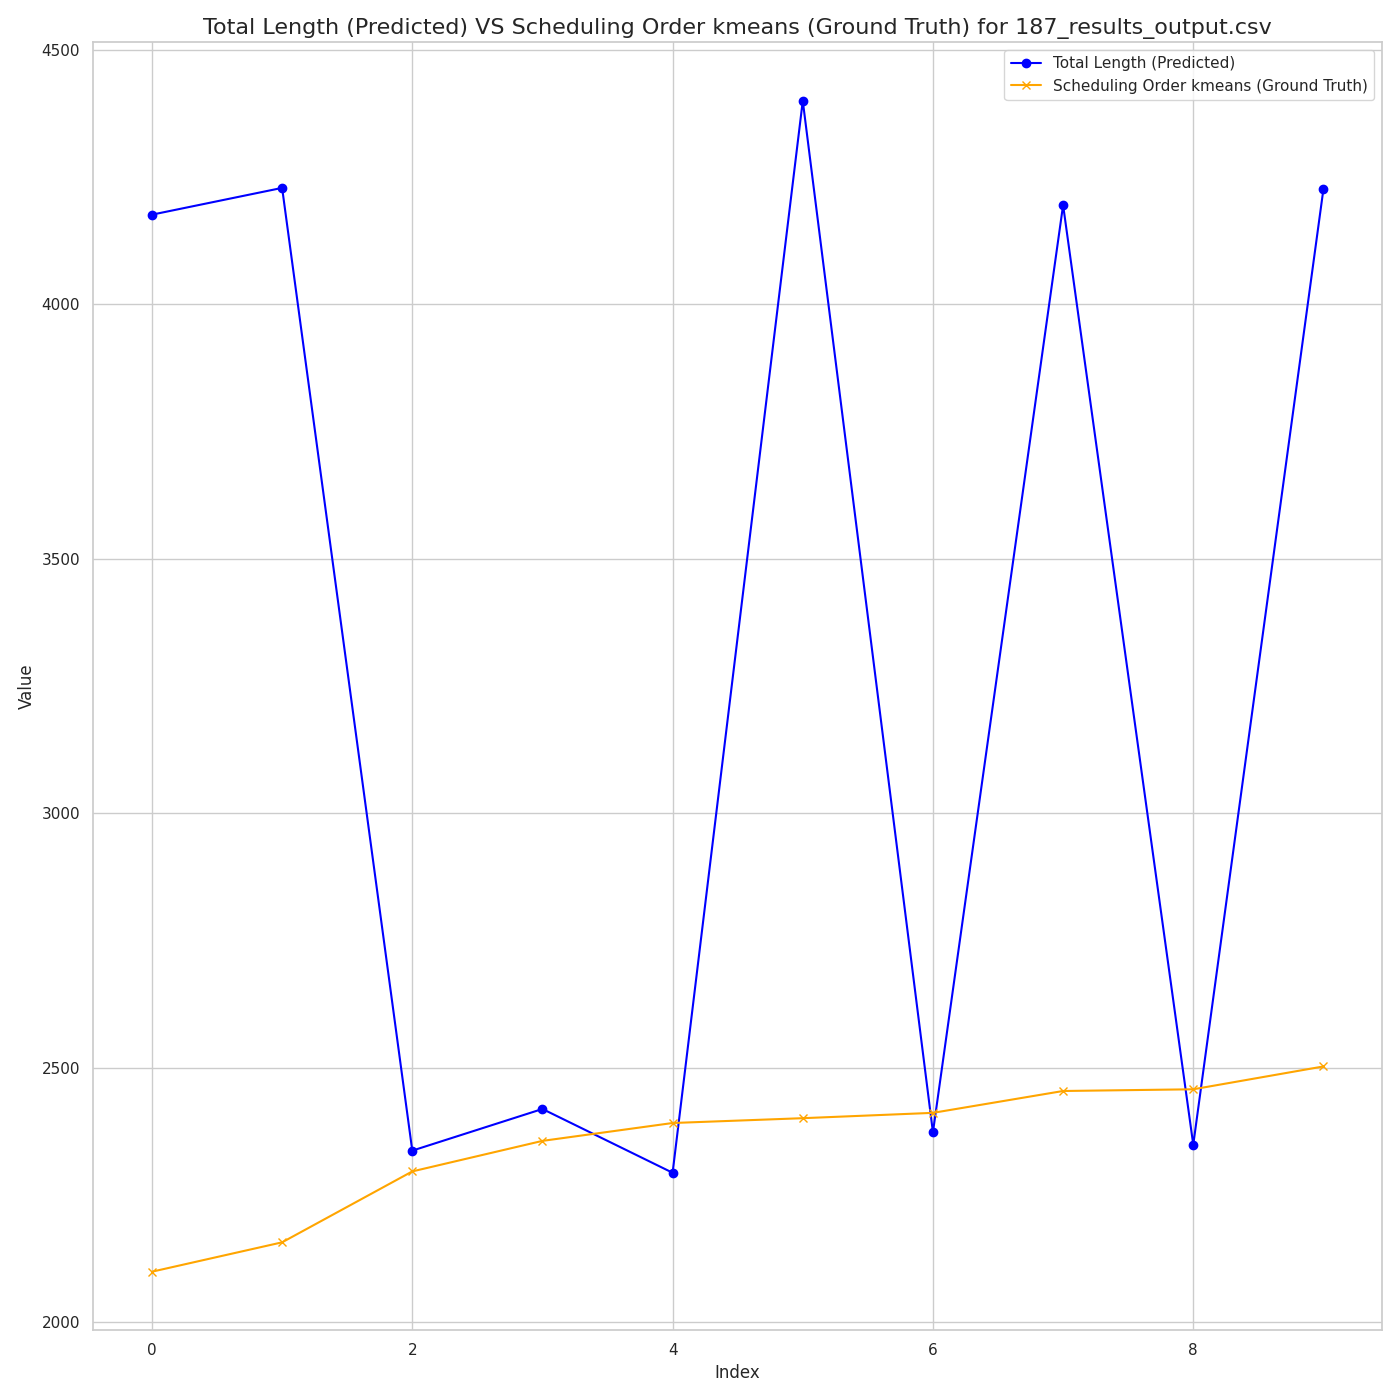 Total Length (Predicted) VS Scheduling Order kmeans (Ground Truth) for 187_results_output.csv
Total Length (Predicted)
Scheduling Order kmeans (Ground Truth)
4500
4000
3500
3000
2500
2000
Value
0
2
4
6
8
Index